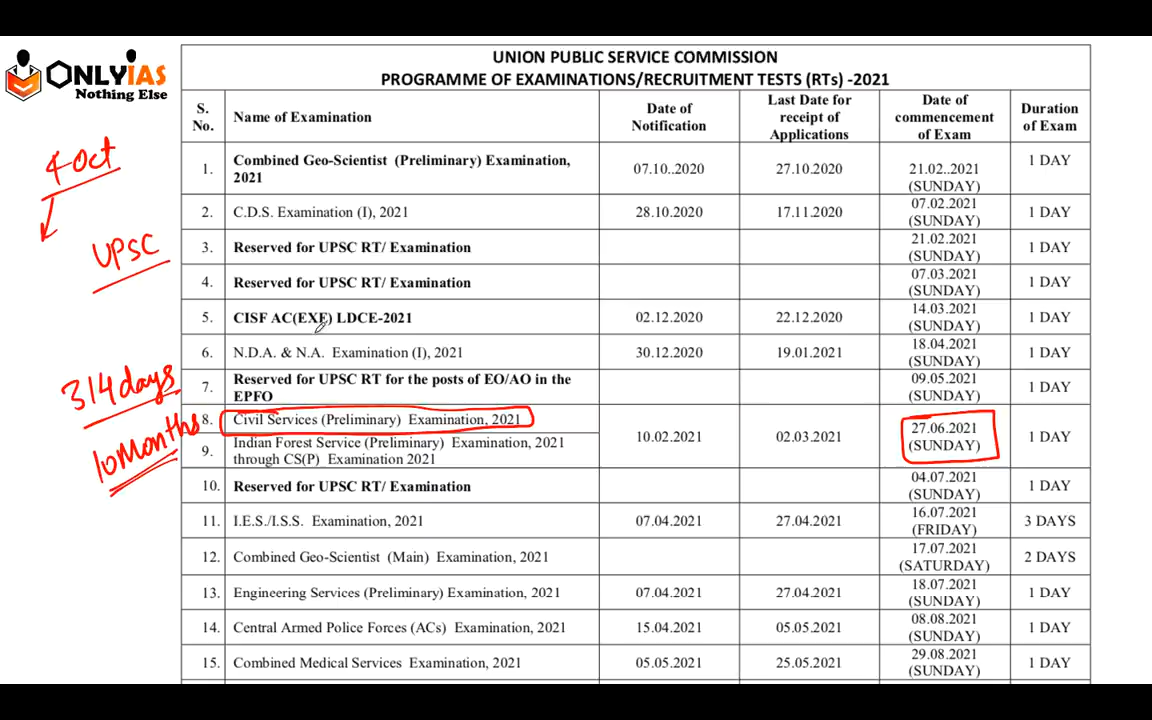 ONLYIAS
Nothing Else
4 Oct
UPSC
314 days
10 Months
UNION PUBLIC SERVICE COMMISSION
PROGRAMME OF EXAMINATIONS/RECRUITMENT TESTS (RTs) -2021
S. No. Name of Examination Date of Notification Last Date for receipt of Applications Date of commencement of Exam Duration of Exam
1. Combined Geo-Scientist (Preliminary) Examination, 2021 07.10..2020 27.10.2020 21.02..2021 (SUNDAY) 1 DAY
2. C.D.S. Examination (I), 2021 28.10.2020 17.11.2020 07.02.2021 (SUNDAY) 1 DAY
3. Reserved for UPSC RT/ Examination 21.02.2021 (SUNDAY) 1 DAY
4. Reserved for UPSC RT/ Examination 07.03.2021 (SUNDAY) 1 DAY
5. CISF AC(EXE) LDCE-2021 02.12.2020 22.12.2020 14.03.2021 (SUNDAY) 1 DAY
6. N.D.A. & N.A. Examination (I), 2021 30.12.2020 19.01.2021 18.04.2021 (SUNDAY) 1 DAY
7. Reserved for UPSC RT for the posts of EO/AO in the EPFO 09.05.2021 (SUNDAY) 1 DAY
8. Civil Services (Preliminary) Examination, 2021 10.02.2021 02.03.2021 27.06.2021 (SUNDAY) 1 DAY
9. Indian Forest Service (Preliminary) Examination, 2021 through CS(P) Examination 2021
10. Reserved for UPSC RT/ Examination 04.07.2021 (SUNDAY) 1 DAY
11. I.E.S./I.S.S. Examination, 2021 07.04.2021 27.04.2021 16.07.2021 (FRIDAY) 3 DAYS
12. Combined Geo-Scientist (Main) Examination, 2021 17.07.2021 (SATURDAY) 2 DAYS
13. Engineering Services (Preliminary) Examination, 2021 07.04.2021 27.04.2021 18.07.2021 (SUNDAY) 1 DAY
14. Central Armed Police Forces (ACs) Examination, 2021 15.04.2021 05.05.2021 08.08.2021 (SUNDAY) 1 DAY
15. Combined Medical Services Examination, 2021 05.05.2021 25.05.2021 29.08.2021 (SUNDAY) 1 DAY